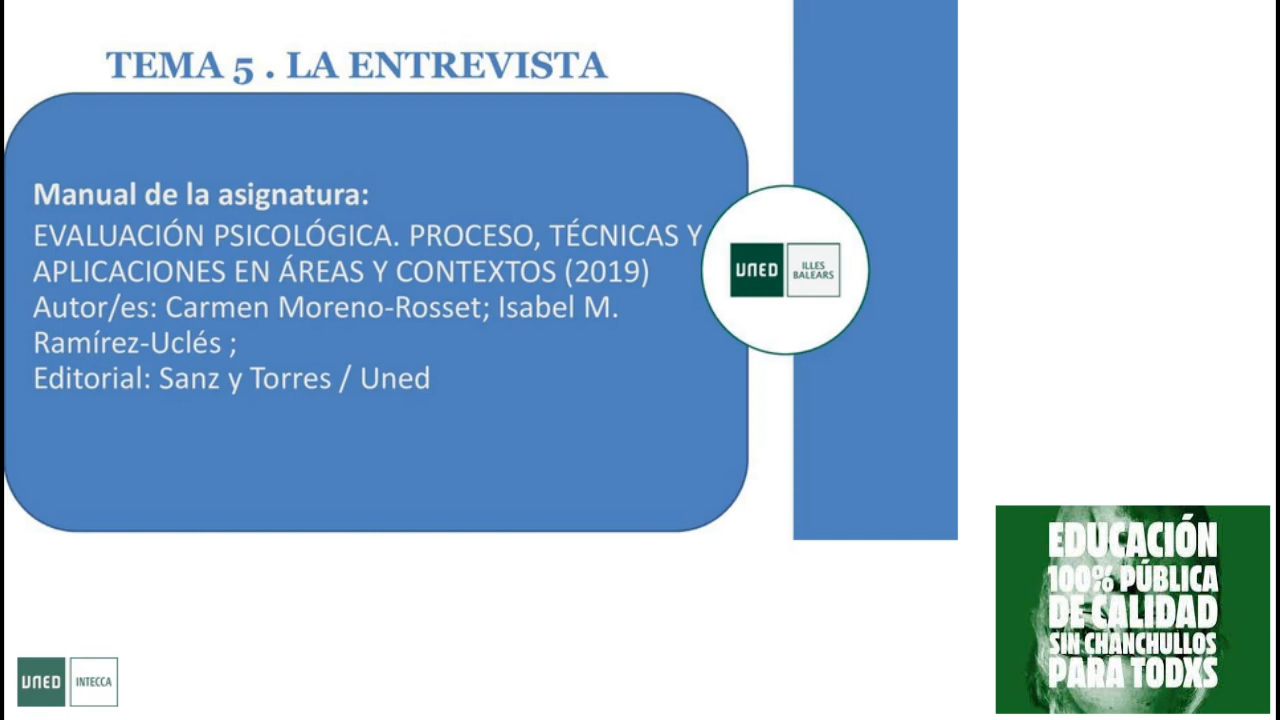 TEMA 5 . LA ENTREVISTA
Manual de la asignatura:
EVALUACIÓN PSICOLÓGICA. PROCESO, TÉCNICAS Y
APLICACIONES EN ÁREAS Y CONTEXTOS (2019)
Autor/es: Carmen Moreno-Rosset; Isabel M.
Ramírez-Uclés ;
Editorial: Sanz y Torres / Uned
UNED
ILLES
BALEARS
EDUCACIÓN
100% PÚBLICA
DE CALIDAD
SIN CHANCHULLOS
PARA TODXS
UNED
INTECCA